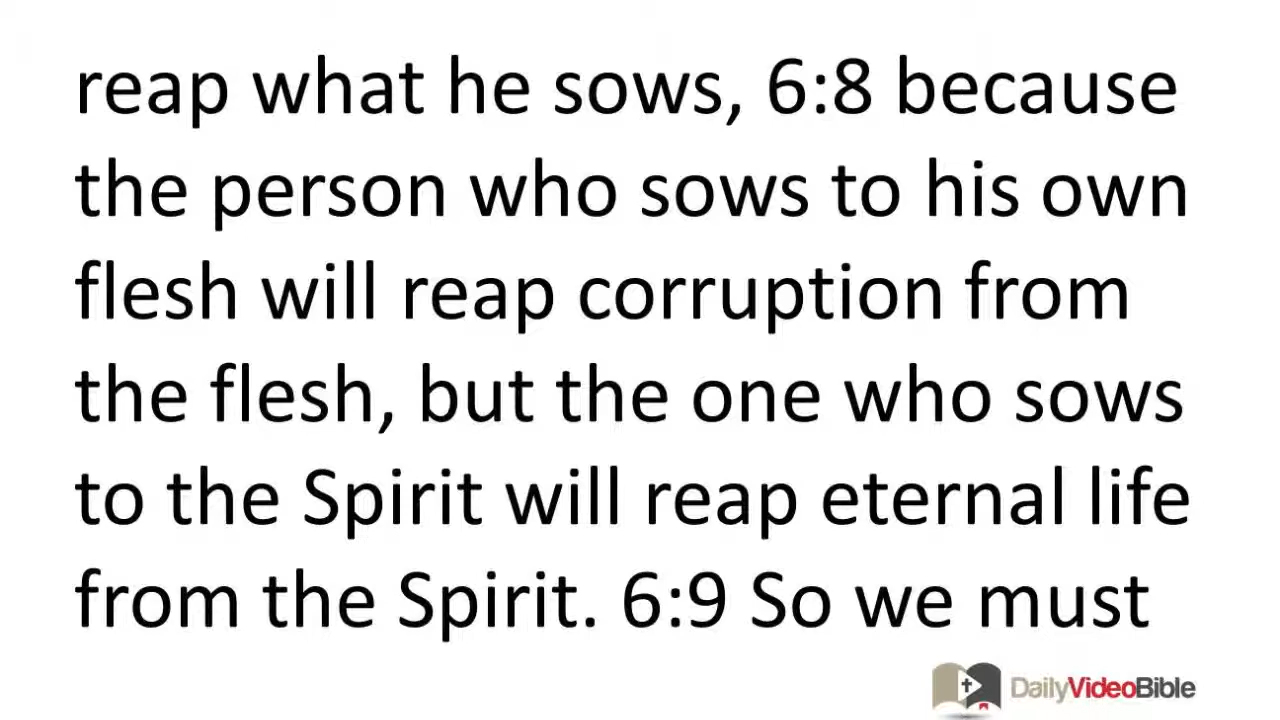 reap what he sows, 6:8 because
the person who sows to his own
flesh will reap corruption from
the flesh, but the one who sows
to the Spirit will reap eternal life
from the Spirit. 6:9 So we must
DailyVideoBible